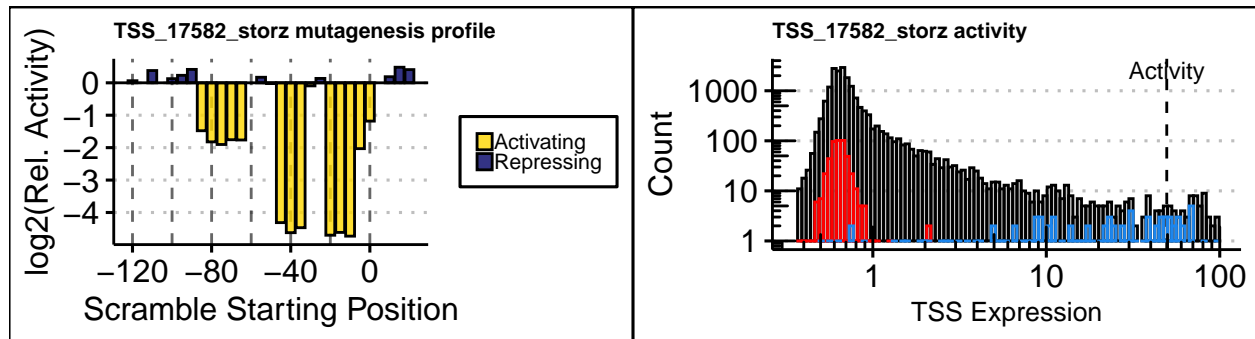 TSS_17582_storz mutagenesis profile
log2(Rel. Activity)
0
−1
−2
−3
−4
−120
−80
−40
0
Scramble Starting Position
Activating
Repressing
TSS_17582_storz activity
Activity
Count
1000
100
10
1
1
10
100
TSS Expression